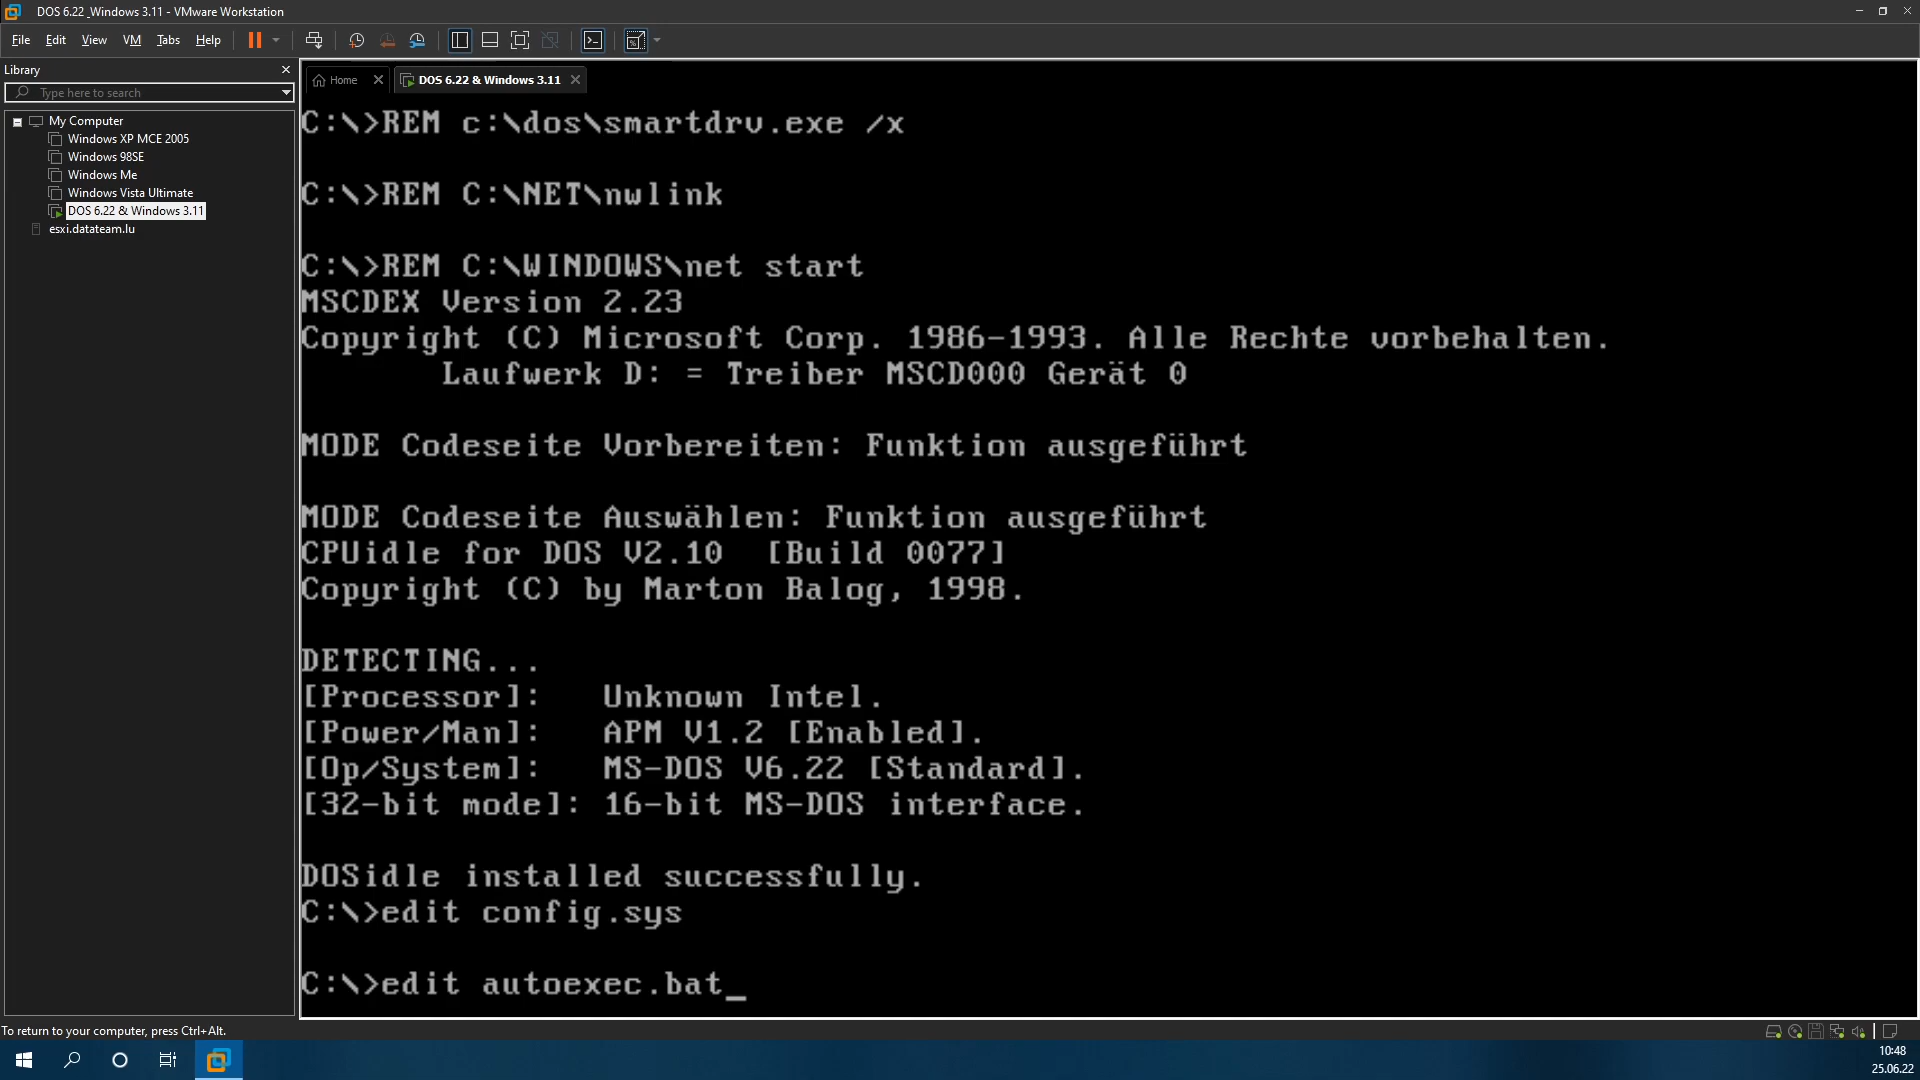 DOS 6.22 _Windows 3.11 - VMware Workstation
File Edit View VM Tabs Help
Library
Type here to search
My Computer
Windows XP MCE 2005
Windows 98SE
Windows Me
Windows Vista Ultimate
DOS 6.22 & Windows 3.11
esxi.datateam.lu
Home
DOS 6.22 & Windows 3.11
C:\>REM c:\dos\smartdrv.exe /x
C:\>REM C:\NET\nwlink
C:\>REM C:\WINDOWS\net start
MSCDEX Version 2.23
Copyright (C) Microsoft Corp. 1986-1993. Alle Rechte vorbehalten.
Laufwerk D: = Treiber MSCD000 Gerät 0
MODE Codeseite Vorbereiten: Funktion ausgeführt
MODE Codeseite Auswählen: Funktion ausgeführt
CPUidle for DOS V2.10 [Build 0077]
Copyright (C) by Marton Balog, 1998.
DETECTING...
[Processor]: Unknown Intel.
[Power/Man]: APM V1.2 [Enabled].
[Op/System]: MS-DOS V6.22 [Standard].
[32-bit mode]: 16-bit MS-DOS interface.
DOSidle installed successfully.
C:\>edit config.sys
C:\>edit autoexec.bat_
To return to your computer, press Ctrl+Alt.
10:48
25.06.22